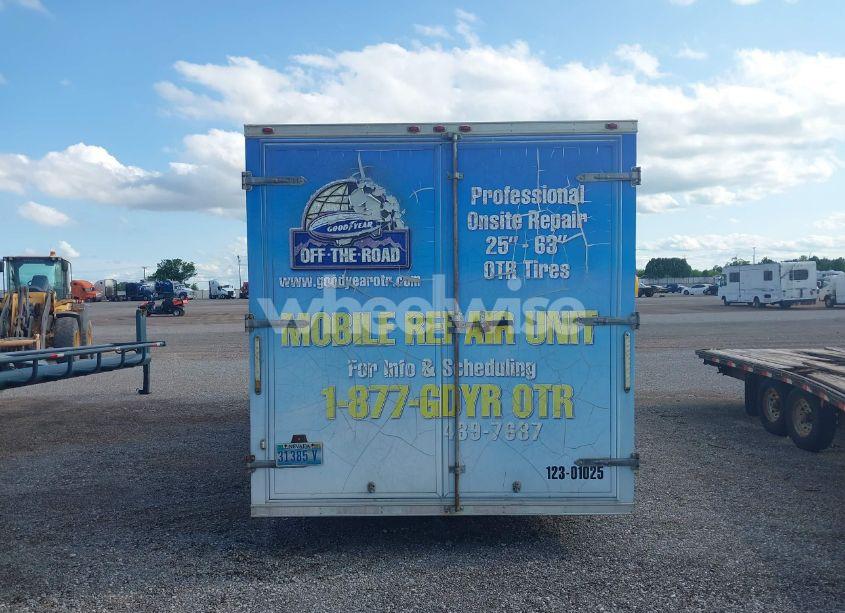 GOODYEAR
OFF-THE-ROAD
www.goodyearotr.com
Professional
Onsite Repair
25" - 63"
OTR Tires
wheelwise
MOBILE REPAIR UNIT
For Info & Scheduling
1-877-GDYR OTR
439-7687
NEVADA
31385 V
123-01025